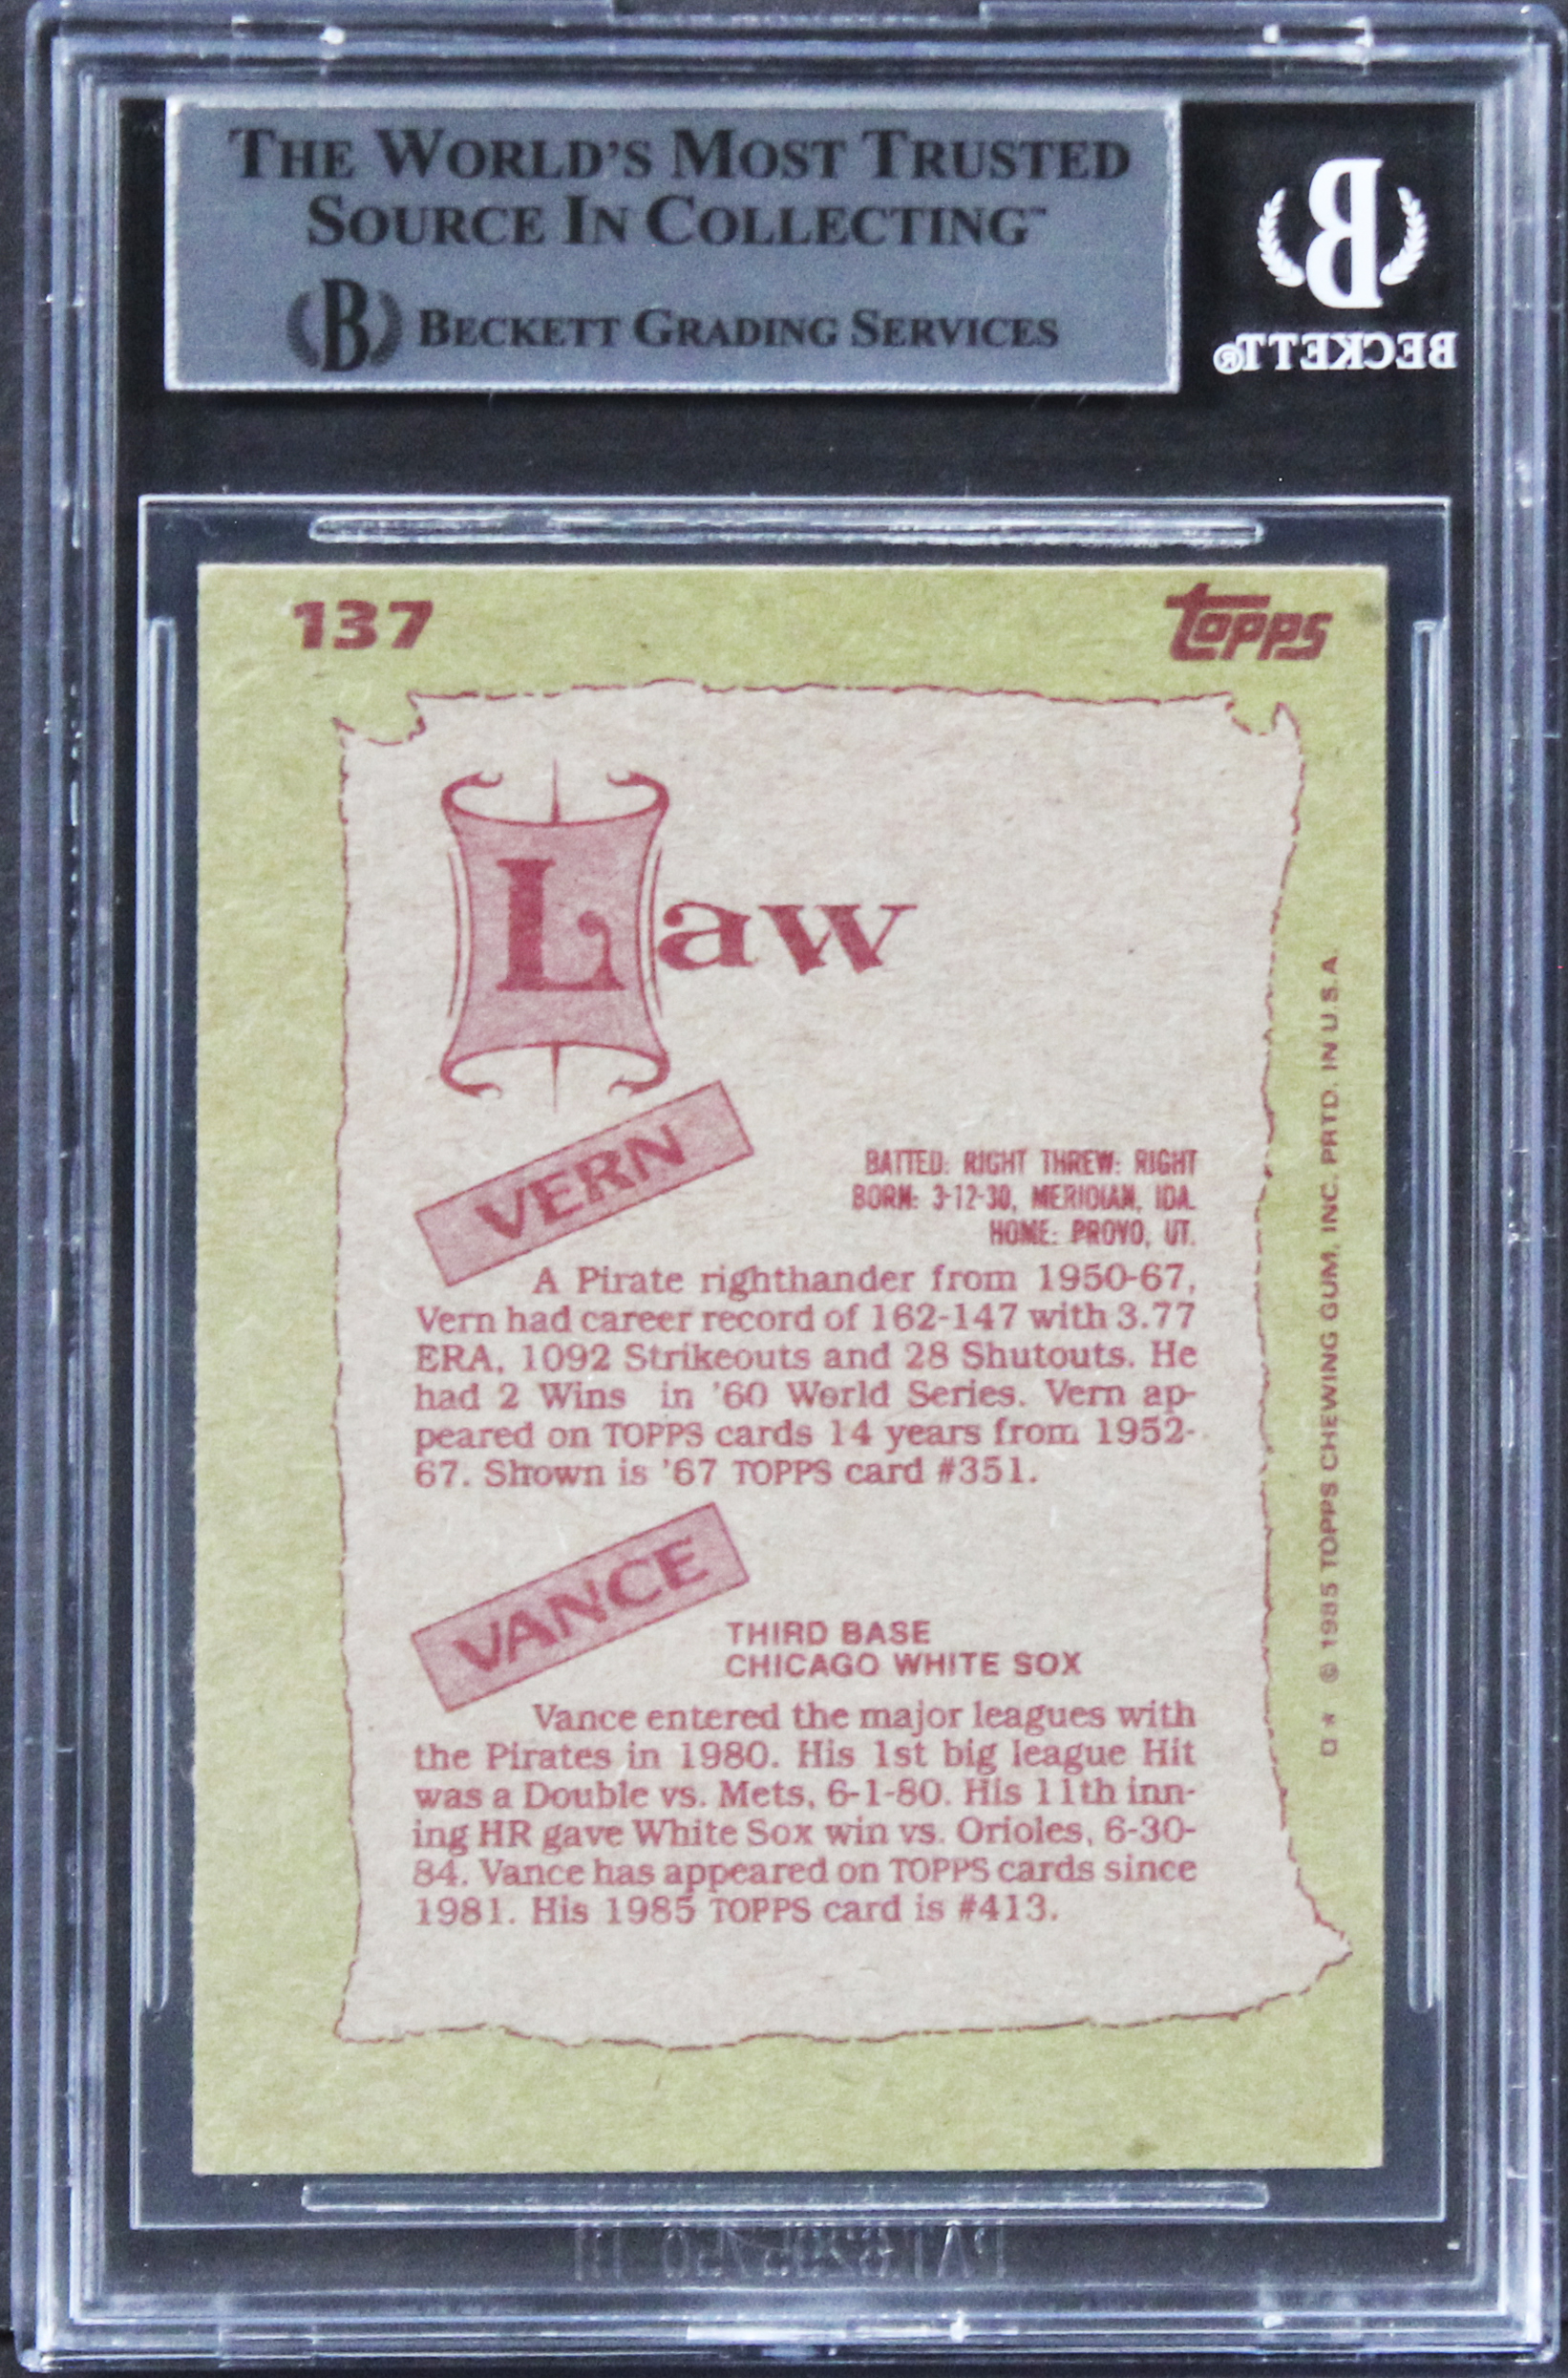 THE WORLD'S MOST TRUSTED
SOURCE IN COLLECTING™
B BECKETT GRADING SERVICES
B
BECKETT®
137
Topps
Law
VERN
BATTED: RIGHT THREW: RIGHT
BORN: 3-12-30, MERIDIAN, IDA.
HOME: PROVO, UT.
A Pirate righthander from 1950-67,
Vern had career record of 162-147 with 3.77
ERA, 1092 Strikeouts and 28 Shutouts. He
had 2 Wins in '60 World Series. Vern ap-
peared on TOPPS cards 14 years from 1952-
67. Shown is '67 TOPPS card #351.
VANCE
THIRD BASE
CHICAGO WHITE SOX
Vance entered the major leagues with
the Pirates in 1980. His 1st big league Hit
was a Double vs. Mets, 6-1-80. His 11th inn-
ing HR gave White Sox win vs. Orioles, 6-30-
84. Vance has appeared on TOPPS cards since
1981. His 1985 TOPPS card is #413.
★ © 1985 TOPPS CHEWING GUM, INC. PRTD. IN U.S.A.